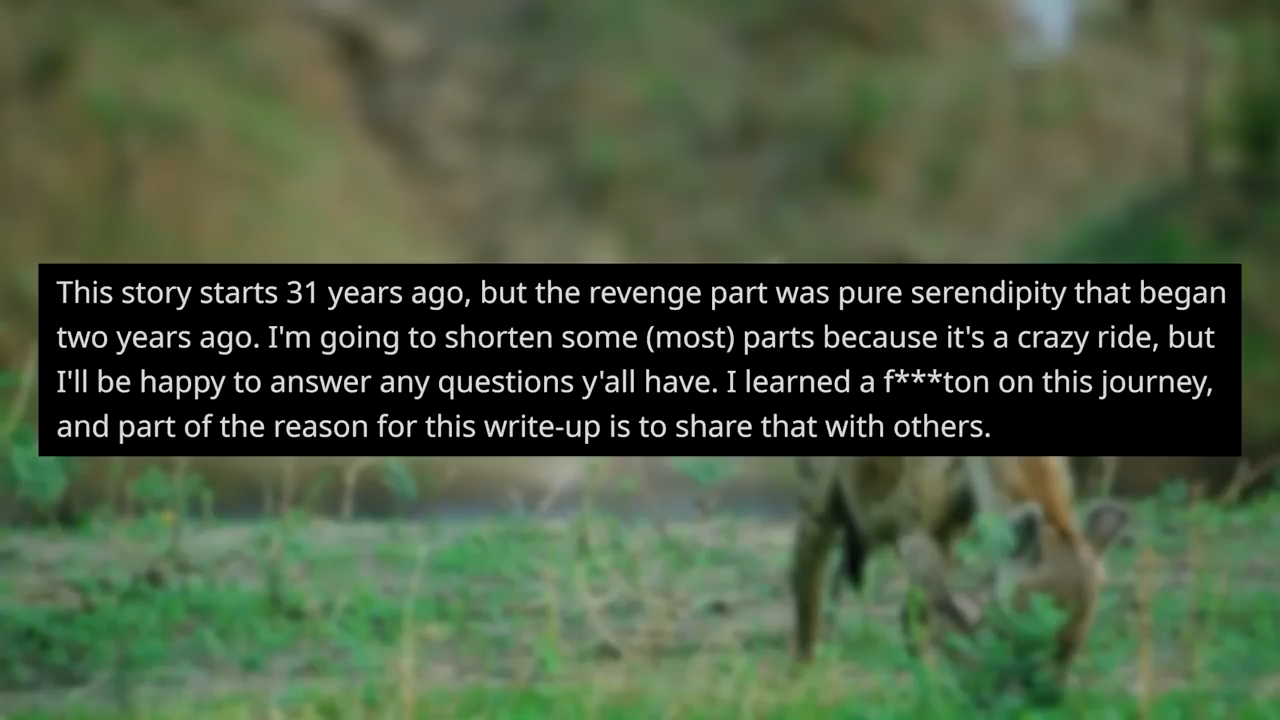 This story starts 31 years ago, but the revenge part was pure serendipity that began
two years ago. I'm going to shorten some (most) parts because it's a crazy ride, but
I'll be happy to answer any questions y'all have. I learned a f***ton on this journey,
and part of the reason for this write-up is to share that with others.